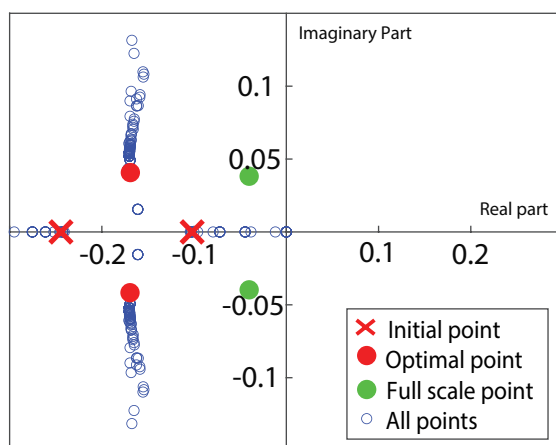 Imaginary Part
0.1
0.05
Real part
-0.2 -0.1 0.1 0.2
-0.05
-0.1
Initial point
Optimal point
Full scale point
All points